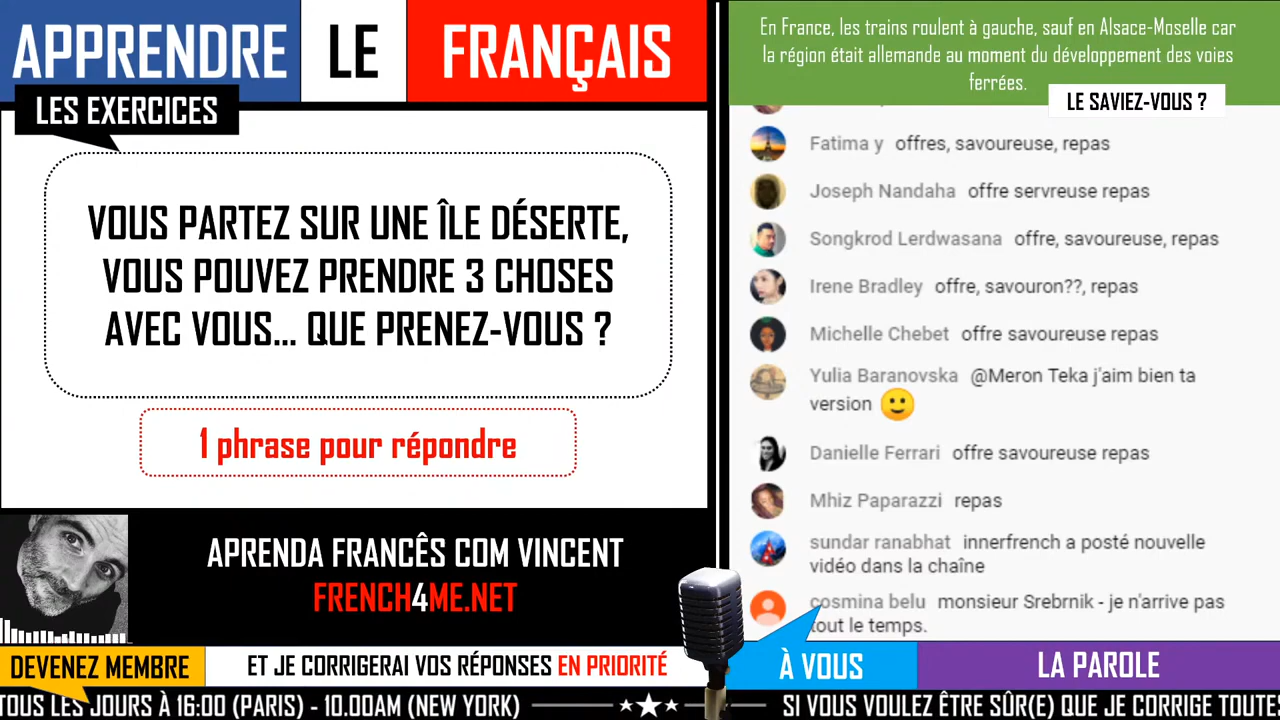 APPRENDRE LE FRANÇAIS
LES EXERCICES
VOUS PARTEZ SUR UNE ÎLE DÉSERTE,
VOUS POUVEZ PRENDRE 3 CHOSES
AVEC VOUS... QUE PRENEZ-VOUS ?
1 phrase pour répondre
APRENDA FRANCÊS COM VINCENT
FRENCH4ME.NET
DEVENEZ MEMBRE
ET JE CORRIGERAI VOS RÉPONSES EN PRIORITÉ
En France, les trains roulent à gauche, sauf en Alsace-Moselle car
la région était allemande au moment du développement des voies
ferrées.
LE SAVIEZ-VOUS ?
Fatima y offres, savoureuse, repas
Joseph Nandaha offre servreuse repas
Songkrod Lerdwasana offre, savoureuse, repas
Irene Bradley offre, savouron??, repas
Michelle Chebet offre savoureuse repas
Yulia Baranovska @Meron Teka j'aim bien ta
version
Danielle Ferrari offre savoureuse repas
Mhiz Paparazzi repas
sundar ranabhat innerfrench a posté nouvelle
vidéo dans la chaîne
cosmina belu monsieur Srebrnik - je n'arrive pas
tout le temps.
À VOUS
LA PAROLE
TOUS LES JOURS À 16:00 (PARIS) - 10.00AM (NEW YORK)
SI VOUS VOULEZ ÊTRE SÛR(E) QUE JE CORRIGE TOUTE